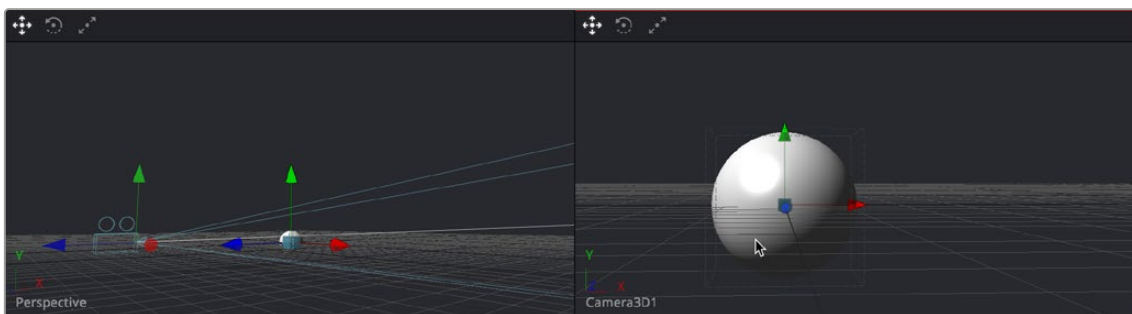 Y
X
Perspective
Y
Z X
Camera3D1